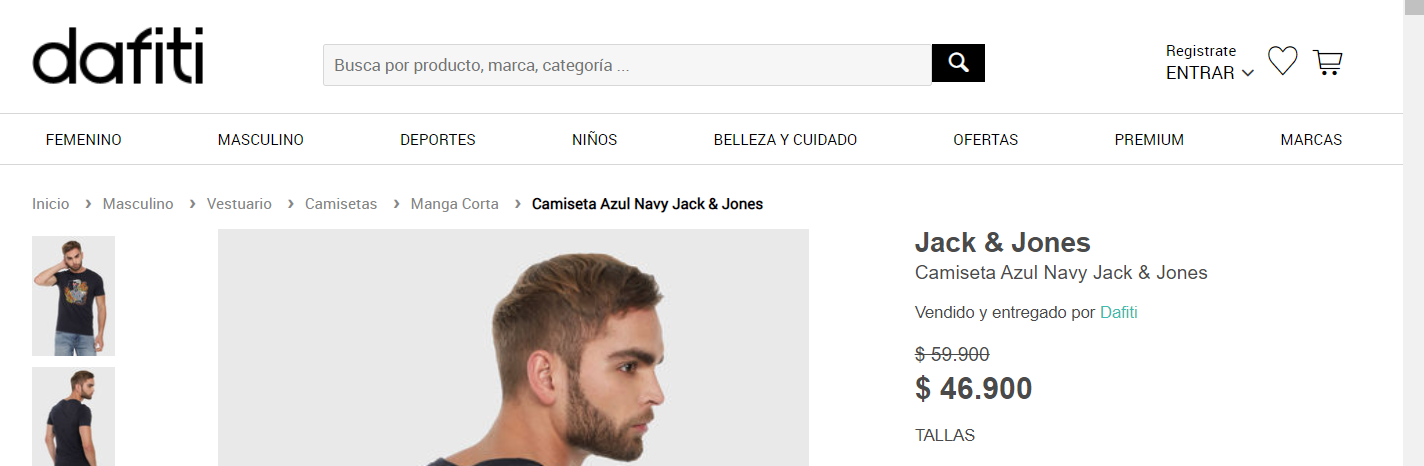 dafiti
Busca por producto, marca, categoría ...
Registrate
ENTRAR
FEMENINO MASCULINO DEPORTES NIÑOS BELLEZA Y CUIDADO OFERTAS PREMIUM MARCAS
Inicio › Masculino › Vestuario › Camisetas › Manga Corta › Camiseta Azul Navy Jack & Jones
Jack & Jones
Camiseta Azul Navy Jack & Jones
Vendido y entregado por Dafiti
$ 59.900
$ 46.900
TALLAS